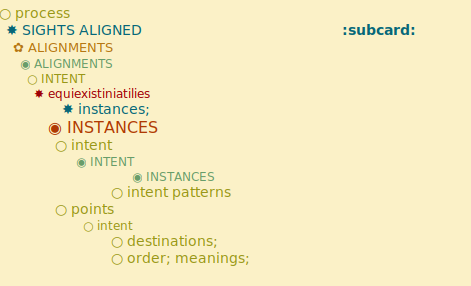 process
SIGHTS ALIGNED :subcard:
ALIGNMENTS
ALIGNMENTS
INTENT
equiexistiniatilies
instances;
INSTANCES
intent
INTENT
INSTANCES
intent patterns
points
intent
destinations;
order; meanings;